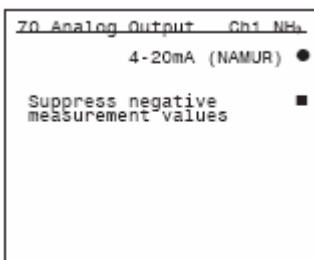 70 Analog Output Ch1 NH₃
4-20mA (NAMUR)
Suppress negative
measurement values